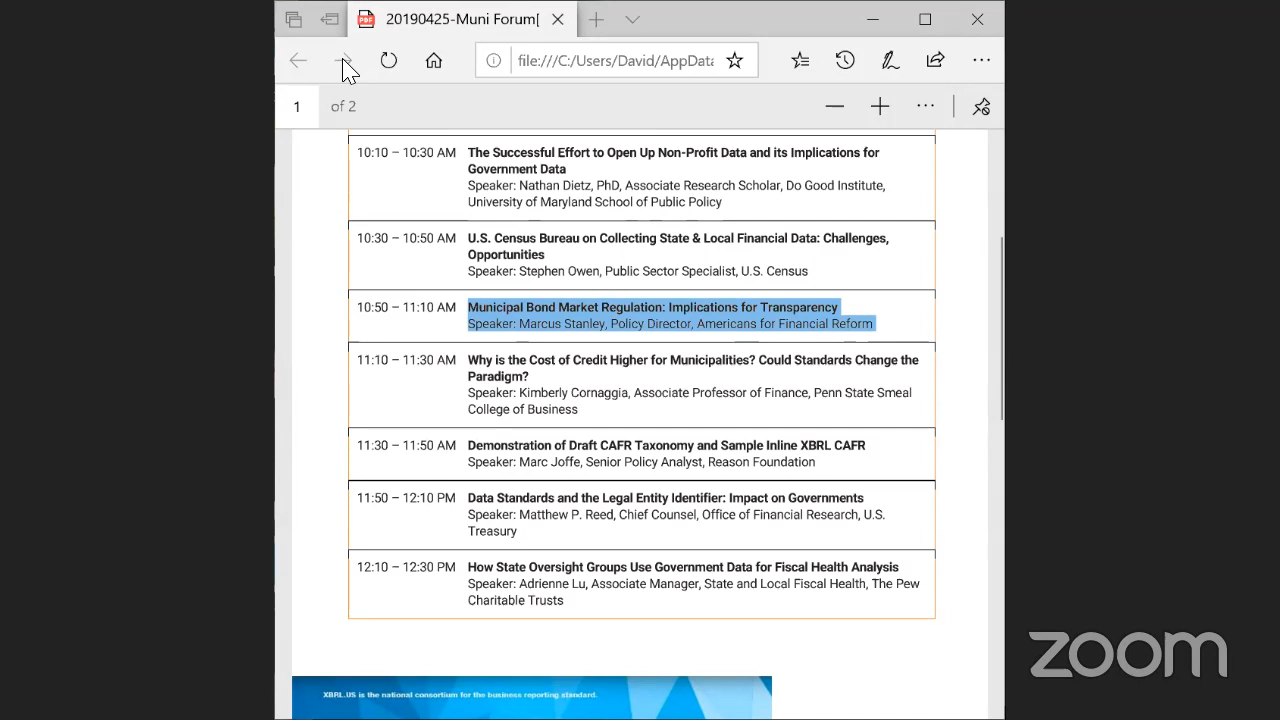 20190425-Muni Forum[
file:///C:/Users/David/AppData
1 of 2
10:10 – 10:30 AM The Successful Effort to Open Up Non-Profit Data and its Implications for
Government Data
Speaker: Nathan Dietz, PhD, Associate Research Scholar, Do Good Institute,
University of Maryland School of Public Policy
10:30 – 10:50 AM U.S. Census Bureau on Collecting State & Local Financial Data: Challenges,
Opportunities
Speaker: Stephen Owen, Public Sector Specialist, U.S. Census
10:50 – 11:10 AM Municipal Bond Market Regulation: Implications for Transparency
Speaker: Marcus Stanley, Policy Director, Americans for Financial Reform
11:10 – 11:30 AM Why is the Cost of Credit Higher for Municipalities? Could Standards Change the
Paradigm?
Speaker: Kimberly Cornaggia, Associate Professor of Finance, Penn State Smeal
College of Business
11:30 – 11:50 AM Demonstration of Draft CAFR Taxonomy and Sample Inline XBRL CAFR
Speaker: Marc Joffe, Senior Policy Analyst, Reason Foundation
11:50 – 12:10 PM Data Standards and the Legal Entity Identifier: Impact on Governments
Speaker: Matthew P. Reed, Chief Counsel, Office of Financial Research, U.S.
Treasury
12:10 – 12:30 PM How State Oversight Groups Use Government Data for Fiscal Health Analysis
Speaker: Adrienne Lu, Associate Manager, State and Local Fiscal Health, The Pew
Charitable Trusts
XBRL.US is the national consortium for the business reporting standard.
zoom